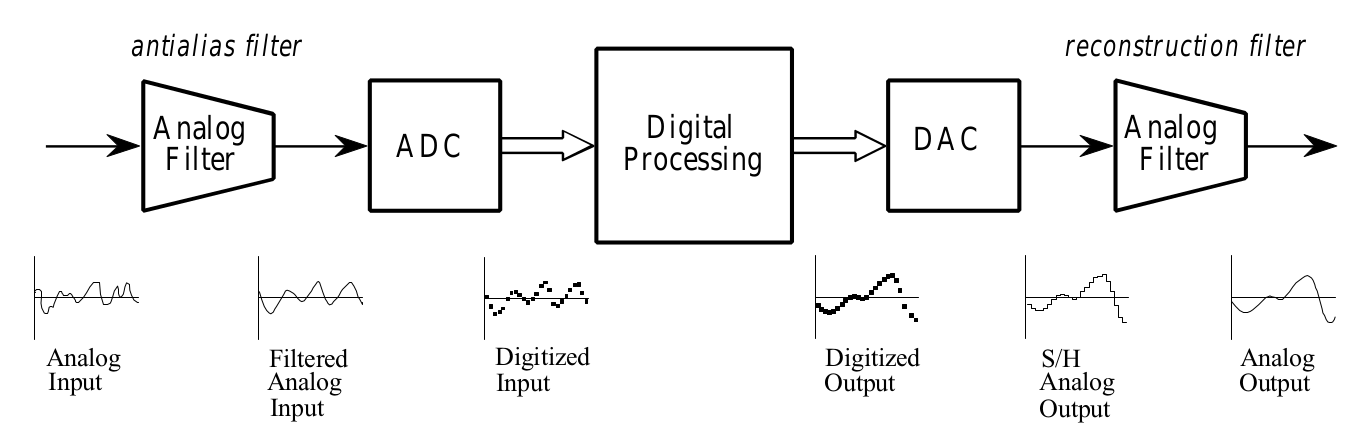 antialias filter
reconstruction filter
Analog
Filter
ADC
Digital
Processing
DAC
Analog
Filter
Analog
Input
Filtered
Analog
Input
Digitized
Input
Digitized
Output
S/H
Analog
Output
Analog
Output